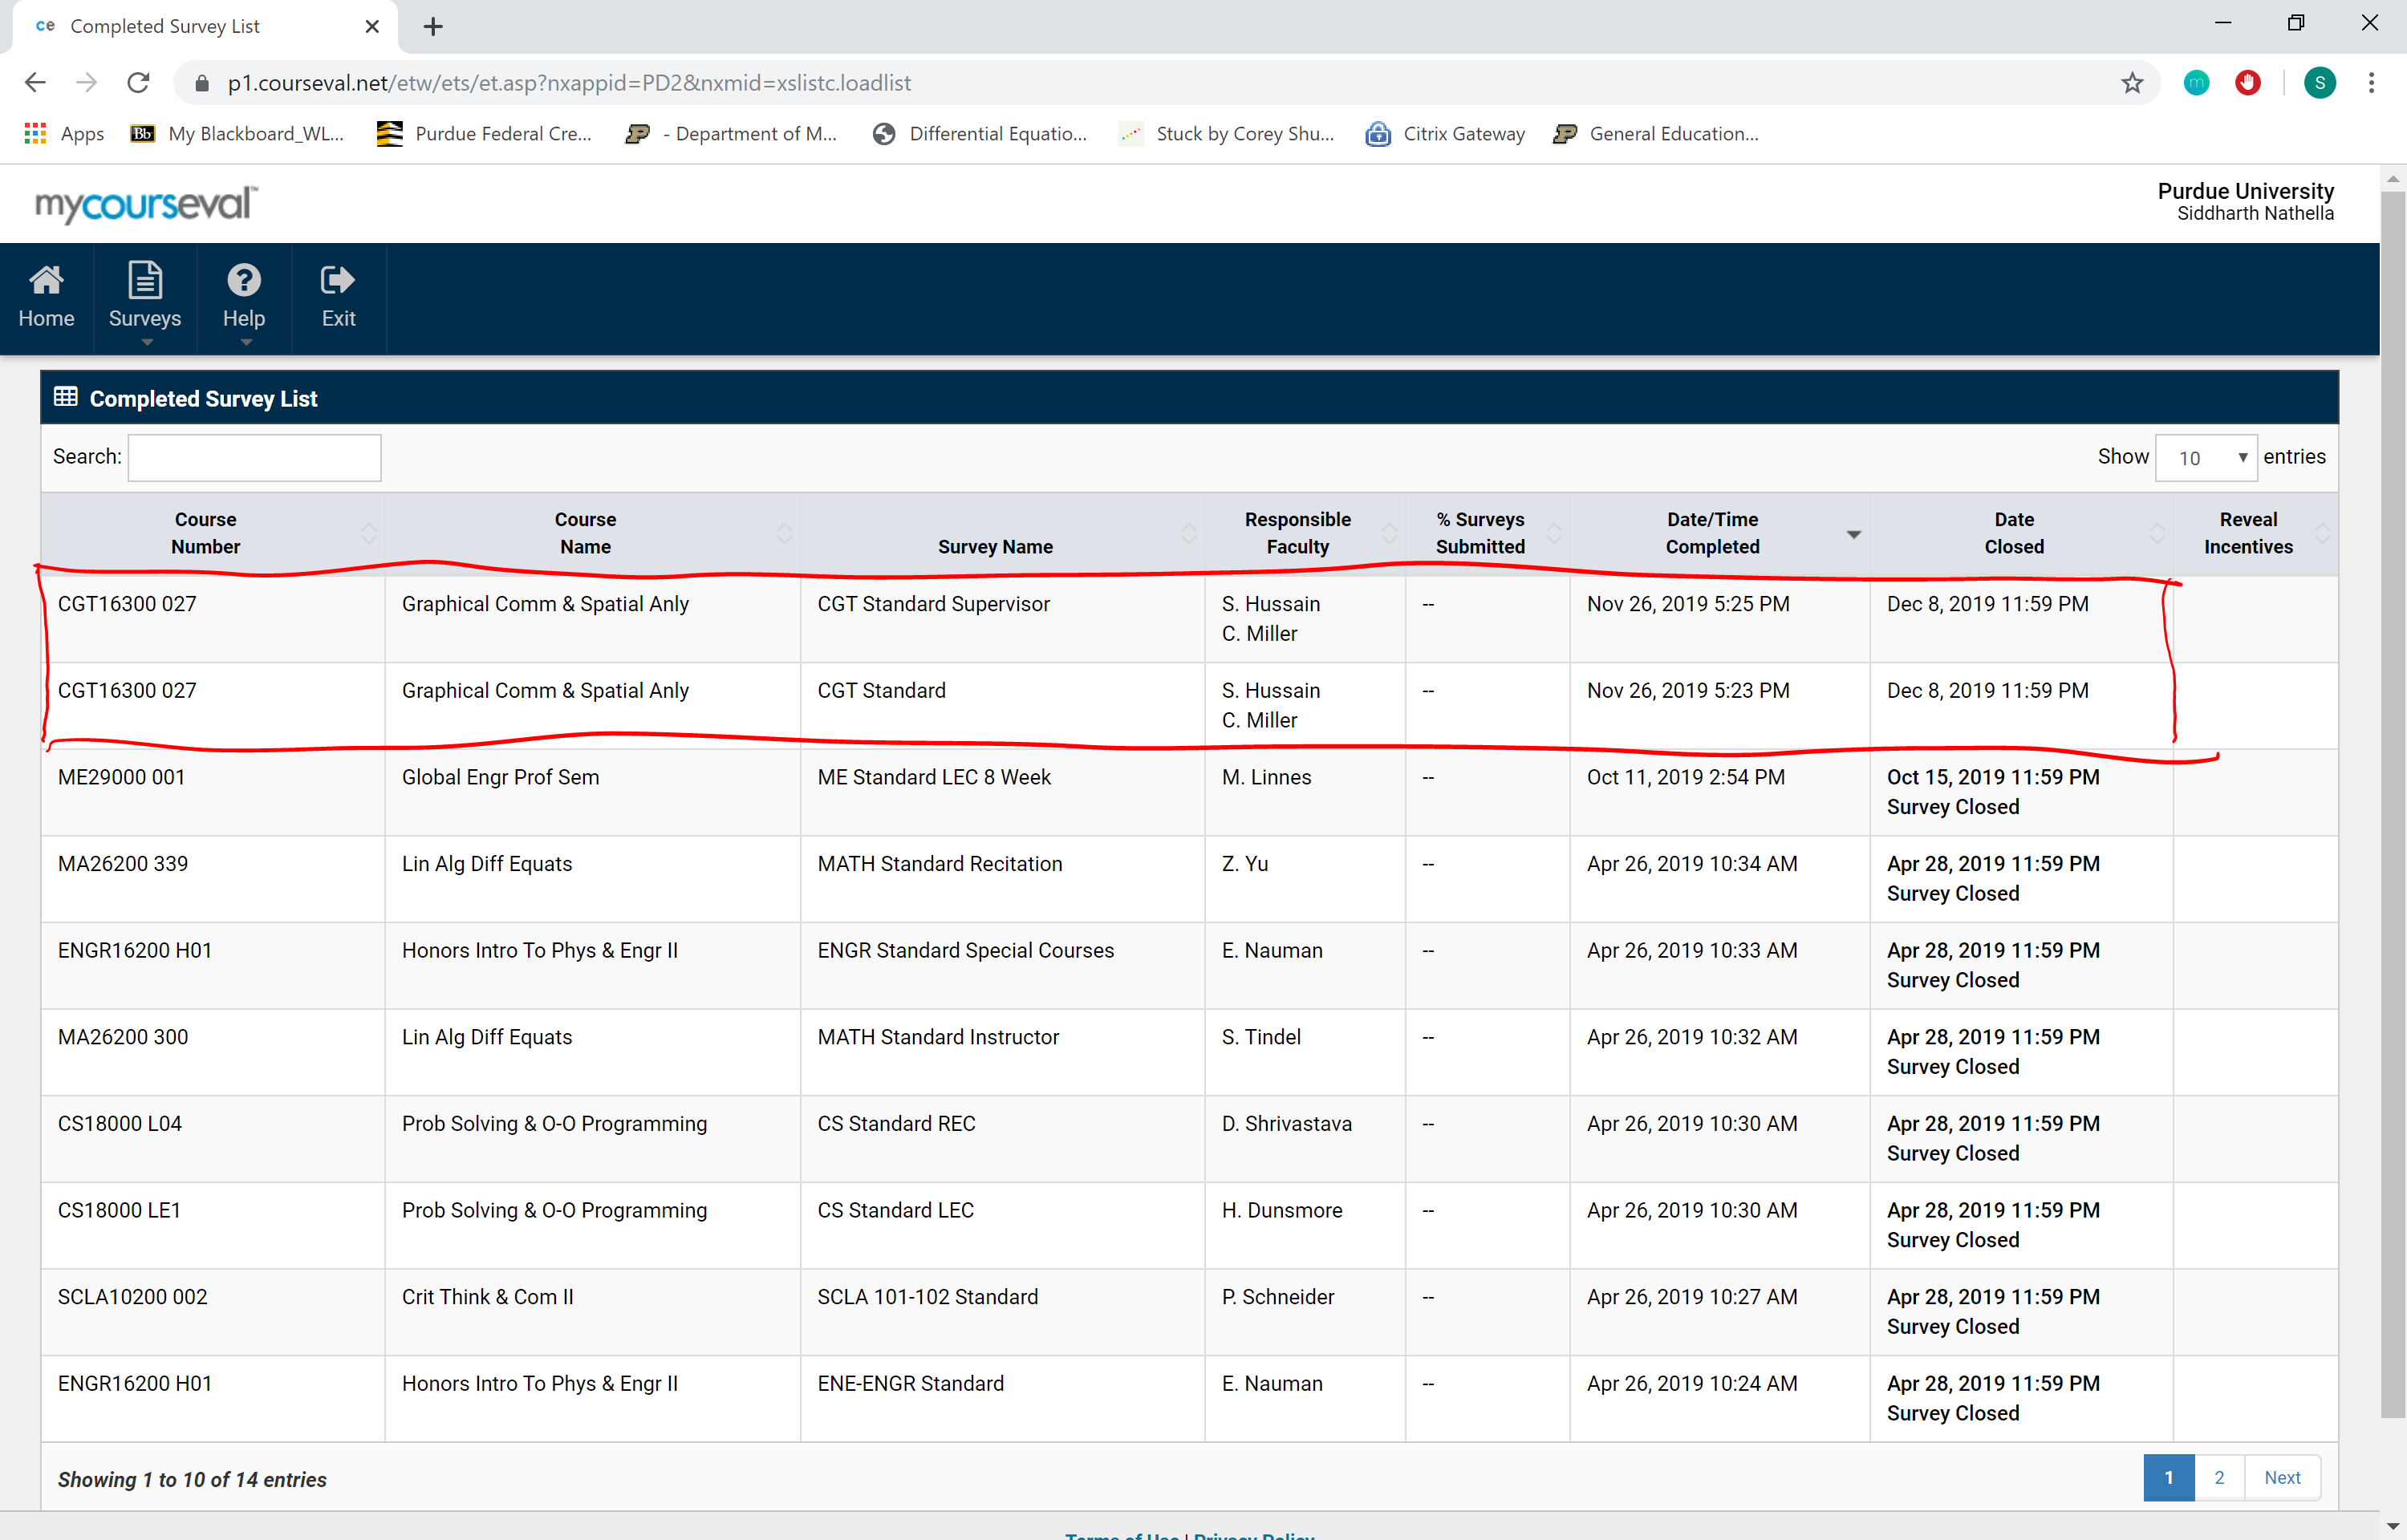 ce Completed Survey List
p1.courseval.net/etw/ets/et.asp?nxappid=PD2&nxmid=xslistc.loadlist m S
Apps Bb My Blackboard_WL... Purdue Federal Cre... - Department of M... Differential Equatio... Stuck by Corey Shu... Citrix Gateway General Education...
mycourseval™
Purdue University
Siddharth Nathella
Home Surveys Help Exit
Completed Survey List
Search: Show 10 entries
Course Number Course Name Survey Name Responsible Faculty % Surveys Submitted Date/Time Completed Date Closed Reveal Incentives
CGT16300 027 Graphical Comm & Spatial Anly CGT Standard Supervisor S. Hussain -- Nov 26, 2019 5:25 PM Dec 8, 2019 11:59 PM
C. Miller
CGT16300 027 Graphical Comm & Spatial Anly CGT Standard S. Hussain -- Nov 26, 2019 5:23 PM Dec 8, 2019 11:59 PM
C. Miller
ME29000 001 Global Engr Prof Sem ME Standard LEC 8 Week M. Linnes -- Oct 11, 2019 2:54 PM Oct 15, 2019 11:59 PM
Survey Closed
MA26200 339 Lin Alg Diff Equats MATH Standard Recitation Z. Yu -- Apr 26, 2019 10:34 AM Apr 28, 2019 11:59 PM
Survey Closed
ENGR16200 H01 Honors Intro To Phys & Engr II ENGR Standard Special Courses E. Nauman -- Apr 26, 2019 10:33 AM Apr 28, 2019 11:59 PM
Survey Closed
MA26200 300 Lin Alg Diff Equats MATH Standard Instructor S. Tindel -- Apr 26, 2019 10:32 AM Apr 28, 2019 11:59 PM
Survey Closed
CS18000 L04 Prob Solving & O-O Programming CS Standard REC D. Shrivastava -- Apr 26, 2019 10:30 AM Apr 28, 2019 11:59 PM
Survey Closed
CS18000 LE1 Prob Solving & O-O Programming CS Standard LEC H. Dunsmore -- Apr 26, 2019 10:30 AM Apr 28, 2019 11:59 PM
Survey Closed
SCLA10200 002 Crit Think & Com II SCLA 101-102 Standard P. Schneider -- Apr 26, 2019 10:27 AM Apr 28, 2019 11:59 PM
Survey Closed
ENGR16200 H01 Honors Intro To Phys & Engr II ENE-ENGR Standard E. Nauman -- Apr 26, 2019 10:24 AM Apr 28, 2019 11:59 PM
Survey Closed
Showing 1 to 10 of 14 entries 1 2 Next
Terms of Use | Privacy Policy